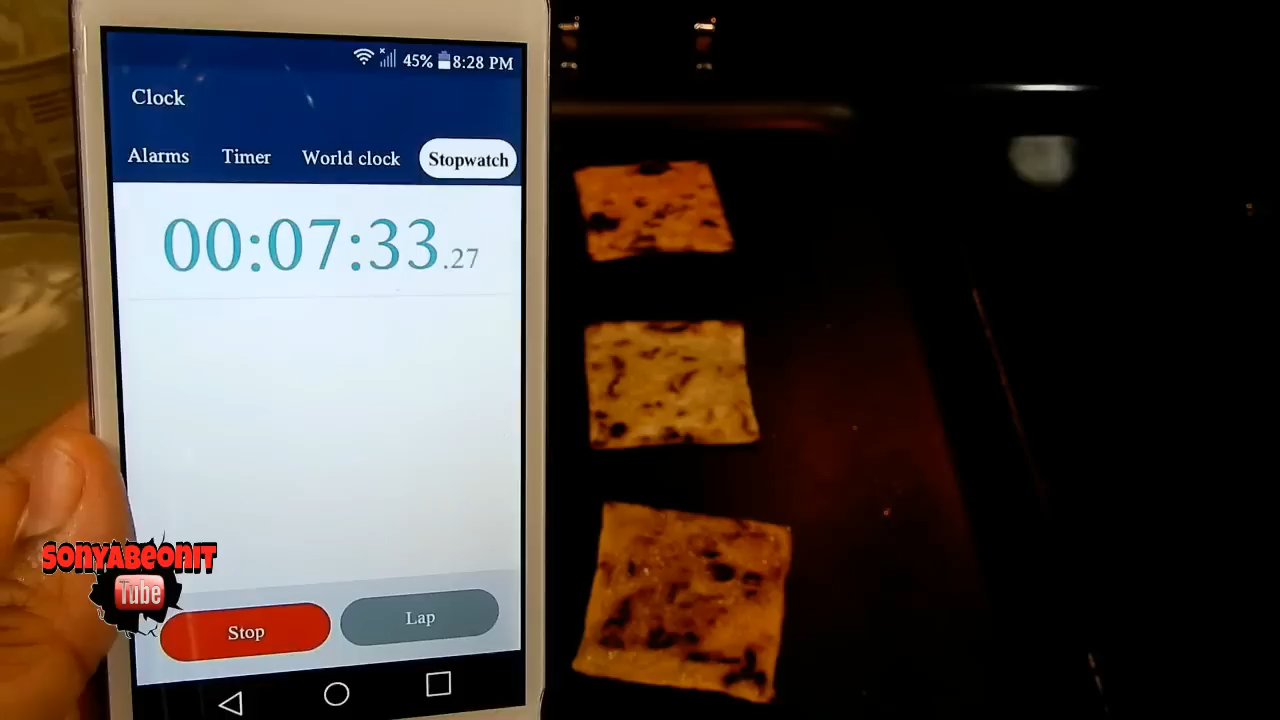 45% 8:28 PM
Clock
Alarms Timer World clock Stopwatch
00:07:33.27
Stop Lap
SonyaBeonit
Tube